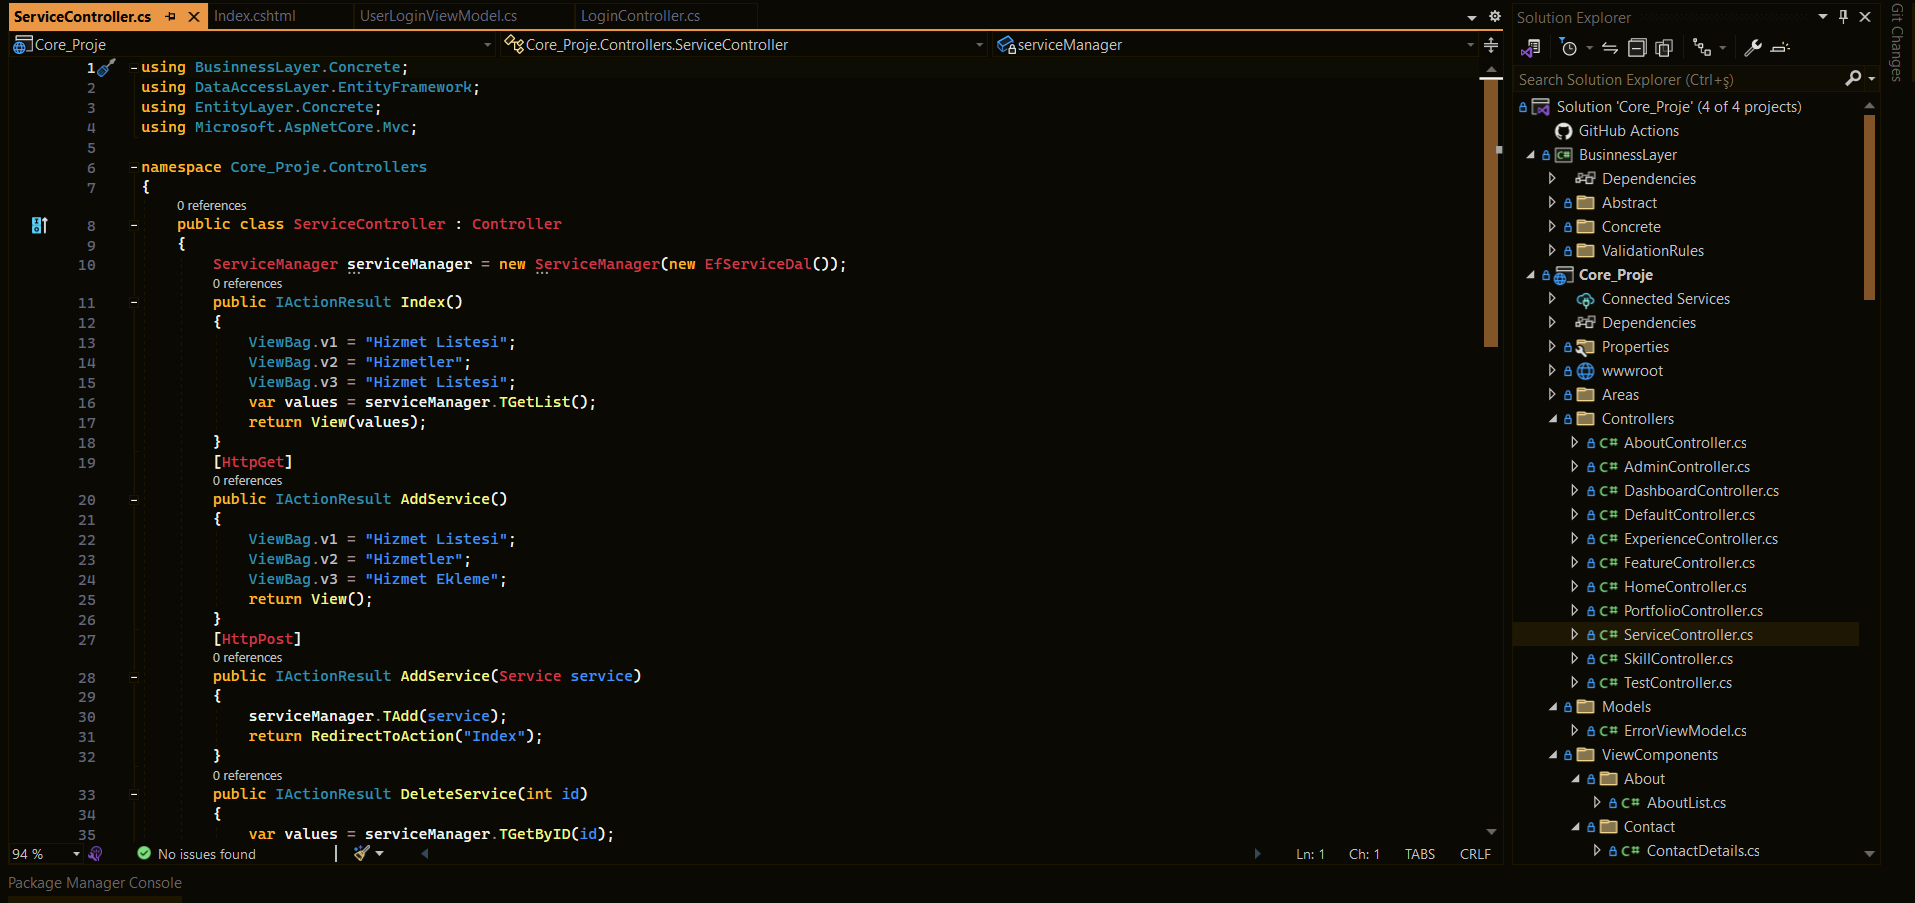 ServiceController.cs
Index.cshtml
UserLoginViewModel.cs
LoginController.cs
Core_Proje
Core_Proje.Controllers.ServiceController
serviceManager
1 using BusinnessLayer.Concrete;
2 using DataAccessLayer.EntityFramework;
3 using EntityLayer.Concrete;
4 using Microsoft.AspNetCore.Mvc;
5
6 namespace Core_Proje.Controllers
7 {
0 references
8 public class ServiceController : Controller
9 {
10 ServiceManager serviceManager = new ServiceManager(new EfServiceDal());
0 references
11 public IActionResult Index()
12 {
13 ViewBag.v1 = "Hizmet Listesi";
14 ViewBag.v2 = "Hizmetler";
15 ViewBag.v3 = "Hizmet Listesi";
16 var values = serviceManager.TGetList();
17 return View(values);
18 }
19 [HttpGet]
0 references
20 public IActionResult AddService()
21 {
22 ViewBag.v1 = "Hizmet Listesi";
23 ViewBag.v2 = "Hizmetler";
24 ViewBag.v3 = "Hizmet Ekleme";
25 return View();
26 }
27 [HttpPost]
0 references
28 public IActionResult AddService(Service service)
29 {
30 serviceManager.TAdd(service);
31 return RedirectToAction("Index");
32 }
0 references
33 public IActionResult DeleteService(int id)
34 {
35 var values = serviceManager.TGetByID(id);
94 %
No issues found
Ln: 1
Ch: 1
TABS
CRLF
Package Manager Console
Solution Explorer
Search Solution Explorer (Ctrl+ş)
Solution 'Core_Proje' (4 of 4 projects)
GitHub Actions
C# BusinnessLayer
Dependencies
Abstract
Concrete
ValidationRules
Core_Proje
Connected Services
Dependencies
Properties
wwwroot
Areas
Controllers
C# AboutController.cs
C# AdminController.cs
C# DashboardController.cs
C# DefaultController.cs
C# ExperienceController.cs
C# FeatureController.cs
C# HomeController.cs
C# PortfolioController.cs
C# ServiceController.cs
C# SkillController.cs
C# TestController.cs
Models
C# ErrorViewModel.cs
ViewComponents
About
C# AboutList.cs
Contact
C# ContactDetails.cs
Git Changes